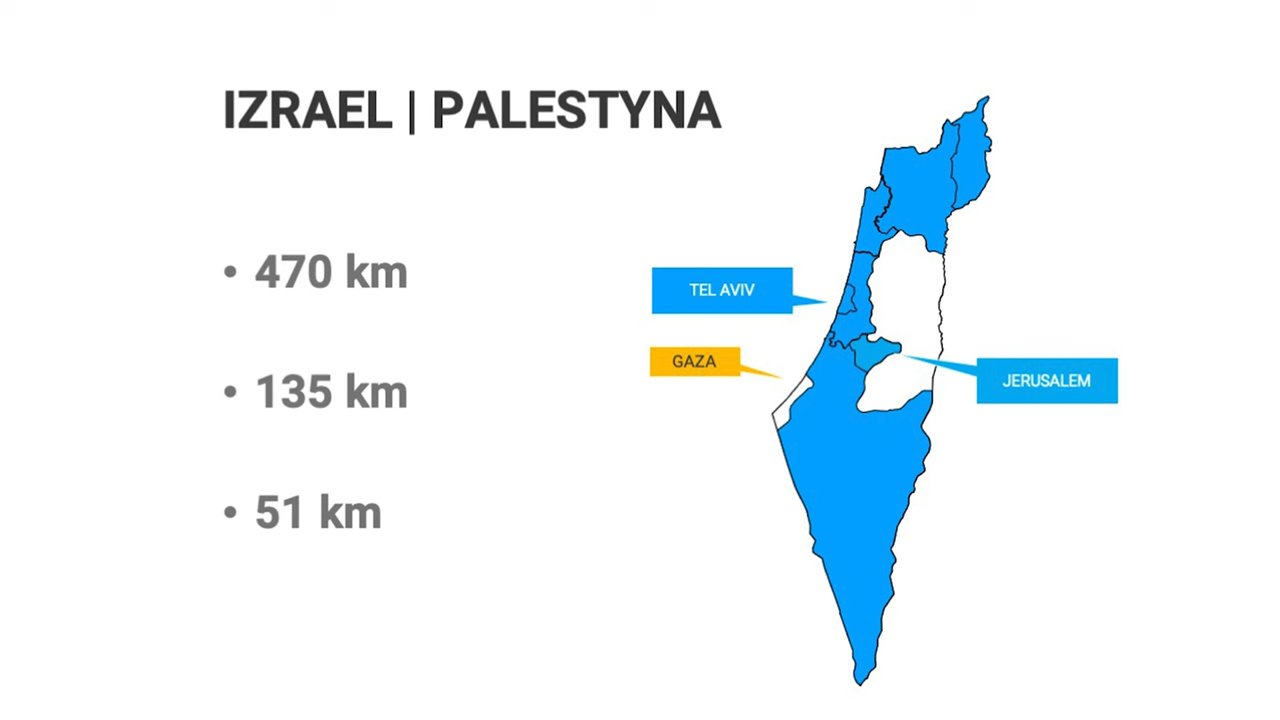 IZRAEL | PALESTYNA
• 470 km
• 135 km
• 51 km
TEL AVIV
GAZA
JERUSALEM